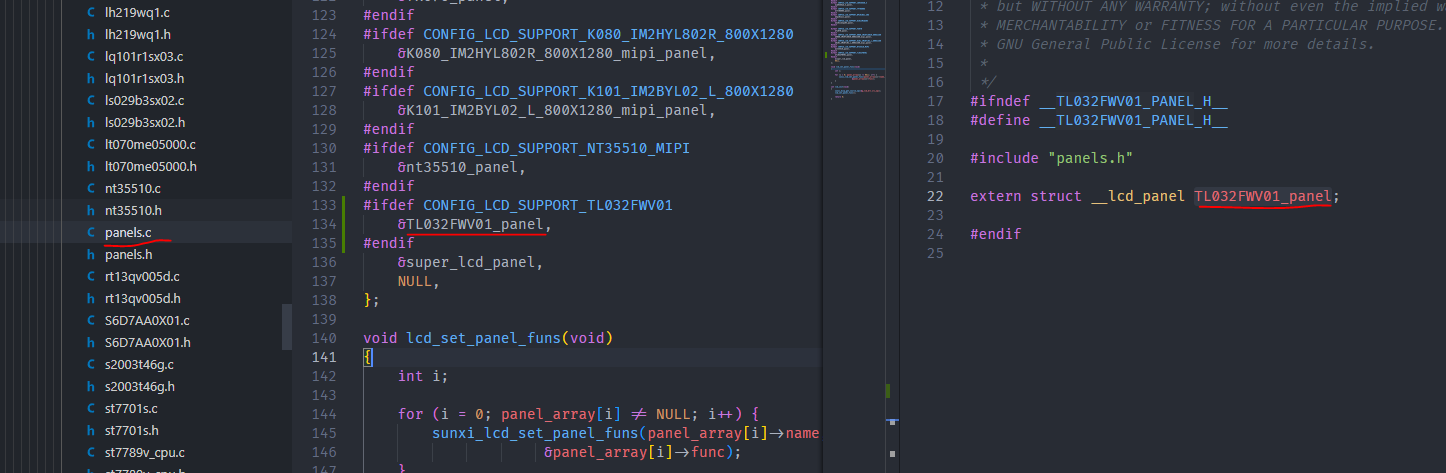 lh219wq1.c
lh219wq1.h
lq101r1sx03.c
lq101r1sx03.h
ls029b3sx02.c
ls029b3sx02.h
lt070me05000.c
lt070me05000.h
nt35510.c
nt35510.h
panels.c
panels.h
rt13qv005d.c
rt13qv005d.h
S6D7AA0X01.c
S6D7AA0X01.h
s2003t46g.c
s2003t46g.h
st7701s.c
st7701s.h
st7789v_cpu.c
st7789v_cpu.h
123 #endif
124 #ifdef CONFIG_LCD_SUPPORT_K080_IM2HYL802R_800X1280
125 &K080_IM2HYL802R_800X1280_mipi_panel,
126 #endif
127 #ifdef CONFIG_LCD_SUPPORT_K101_IM2BYL02_L_800X1280
128 &K101_IM2BYL02_L_800X1280_mipi_panel,
129 #endif
130 #ifdef CONFIG_LCD_SUPPORT_NT35510_MIPI
131 &nt35510_panel,
132 #endif
133 #ifdef CONFIG_LCD_SUPPORT_TL032FWV01
134 &TL032FWV01_panel,
135 #endif
136 &super_lcd_panel,
137 NULL,
138 };
139
140 void lcd_set_panel_funs(void)
141 {
142 int i;
143
144 for (i = 0; panel_array[i] ≠ NULL; i++) {
145 sunxi_lcd_set_panel_funs(panel_array[i]→name
146 &panel_array[i]→func);
147 }
12 * but WITHOUT ANY WARRANTY; without even the implied w
13 * MERCHANTABILITY or FITNESS FOR A PARTICULAR PURPOSE.
14 * GNU General Public License for more details.
15 *
16 */
17 #ifndef __TL032FWV01_PANEL_H__
18 #define __TL032FWV01_PANEL_H__
19
20 #include "panels.h"
21
22 extern struct __lcd_panel TL032FWV01_panel;
23
24 #endif
25